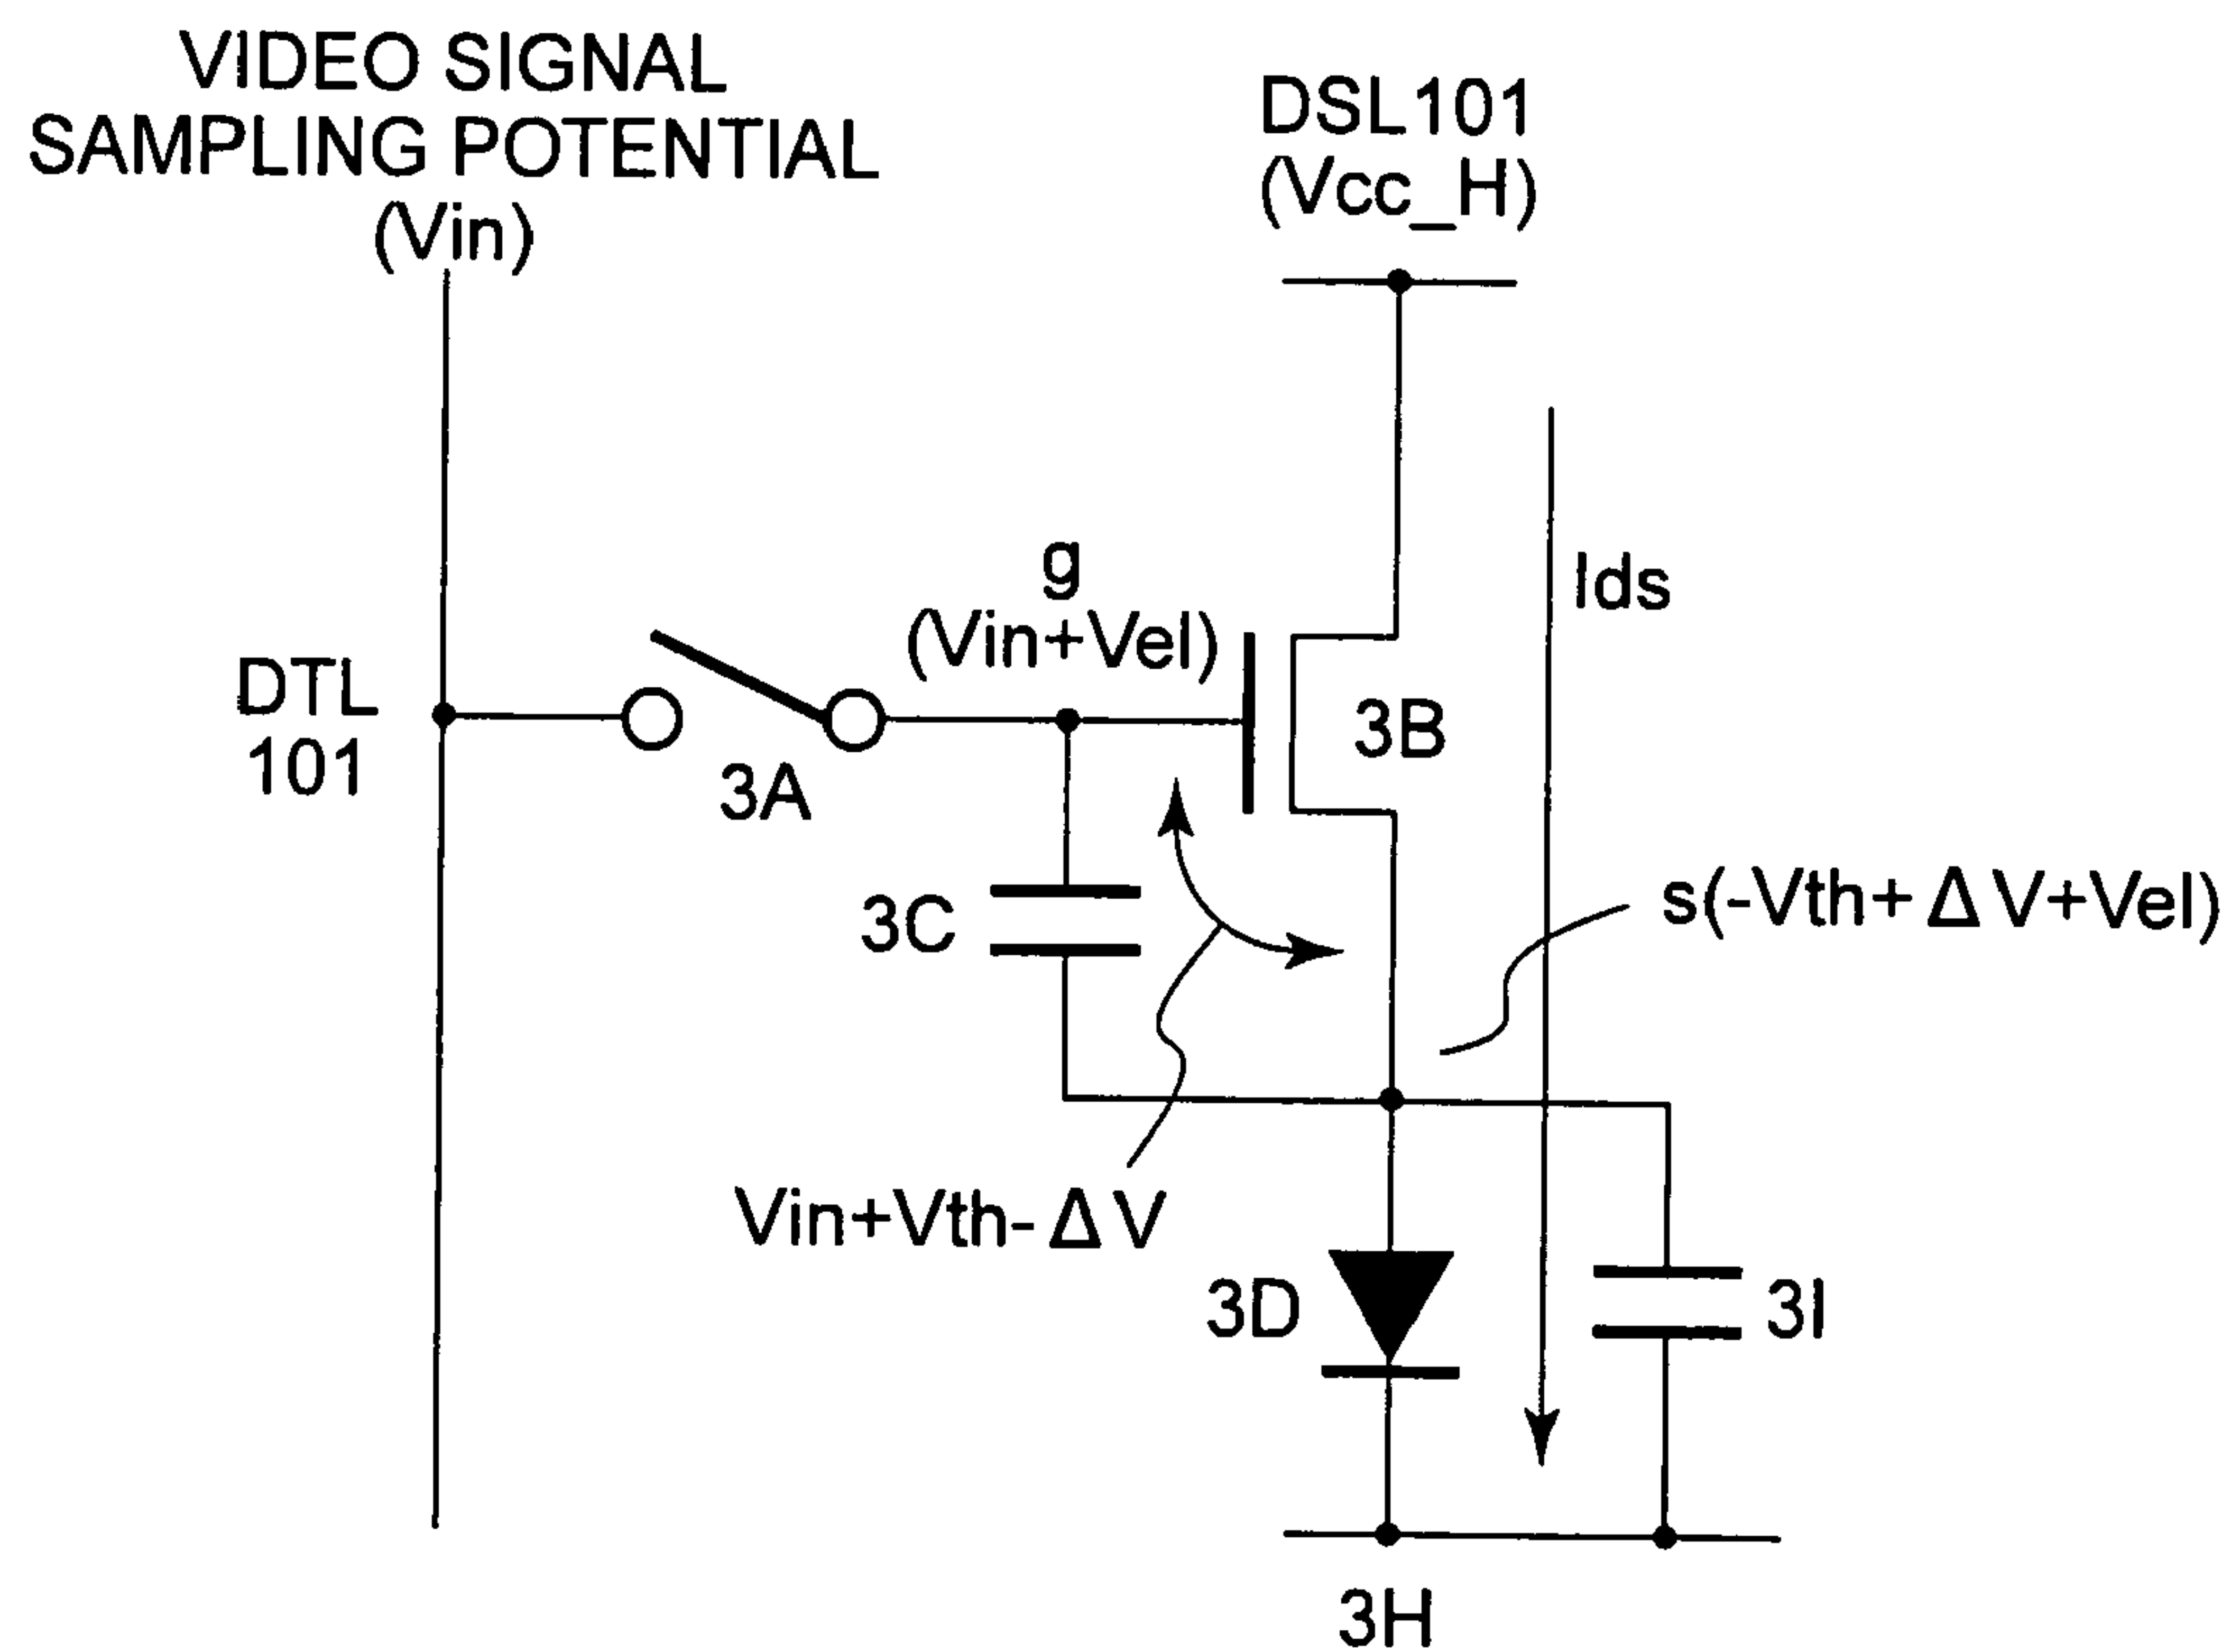 VIDEO SIGNAL
SAMPLING POTENTIAL
(Vin)
DSL101
(Vcc_H)
g
(Vin+Vel)
Ids
DTL
101
3A
3B
3C
s(-Vth+ΔV+Vel)
Vin+Vth-ΔV
3D
3I
3H